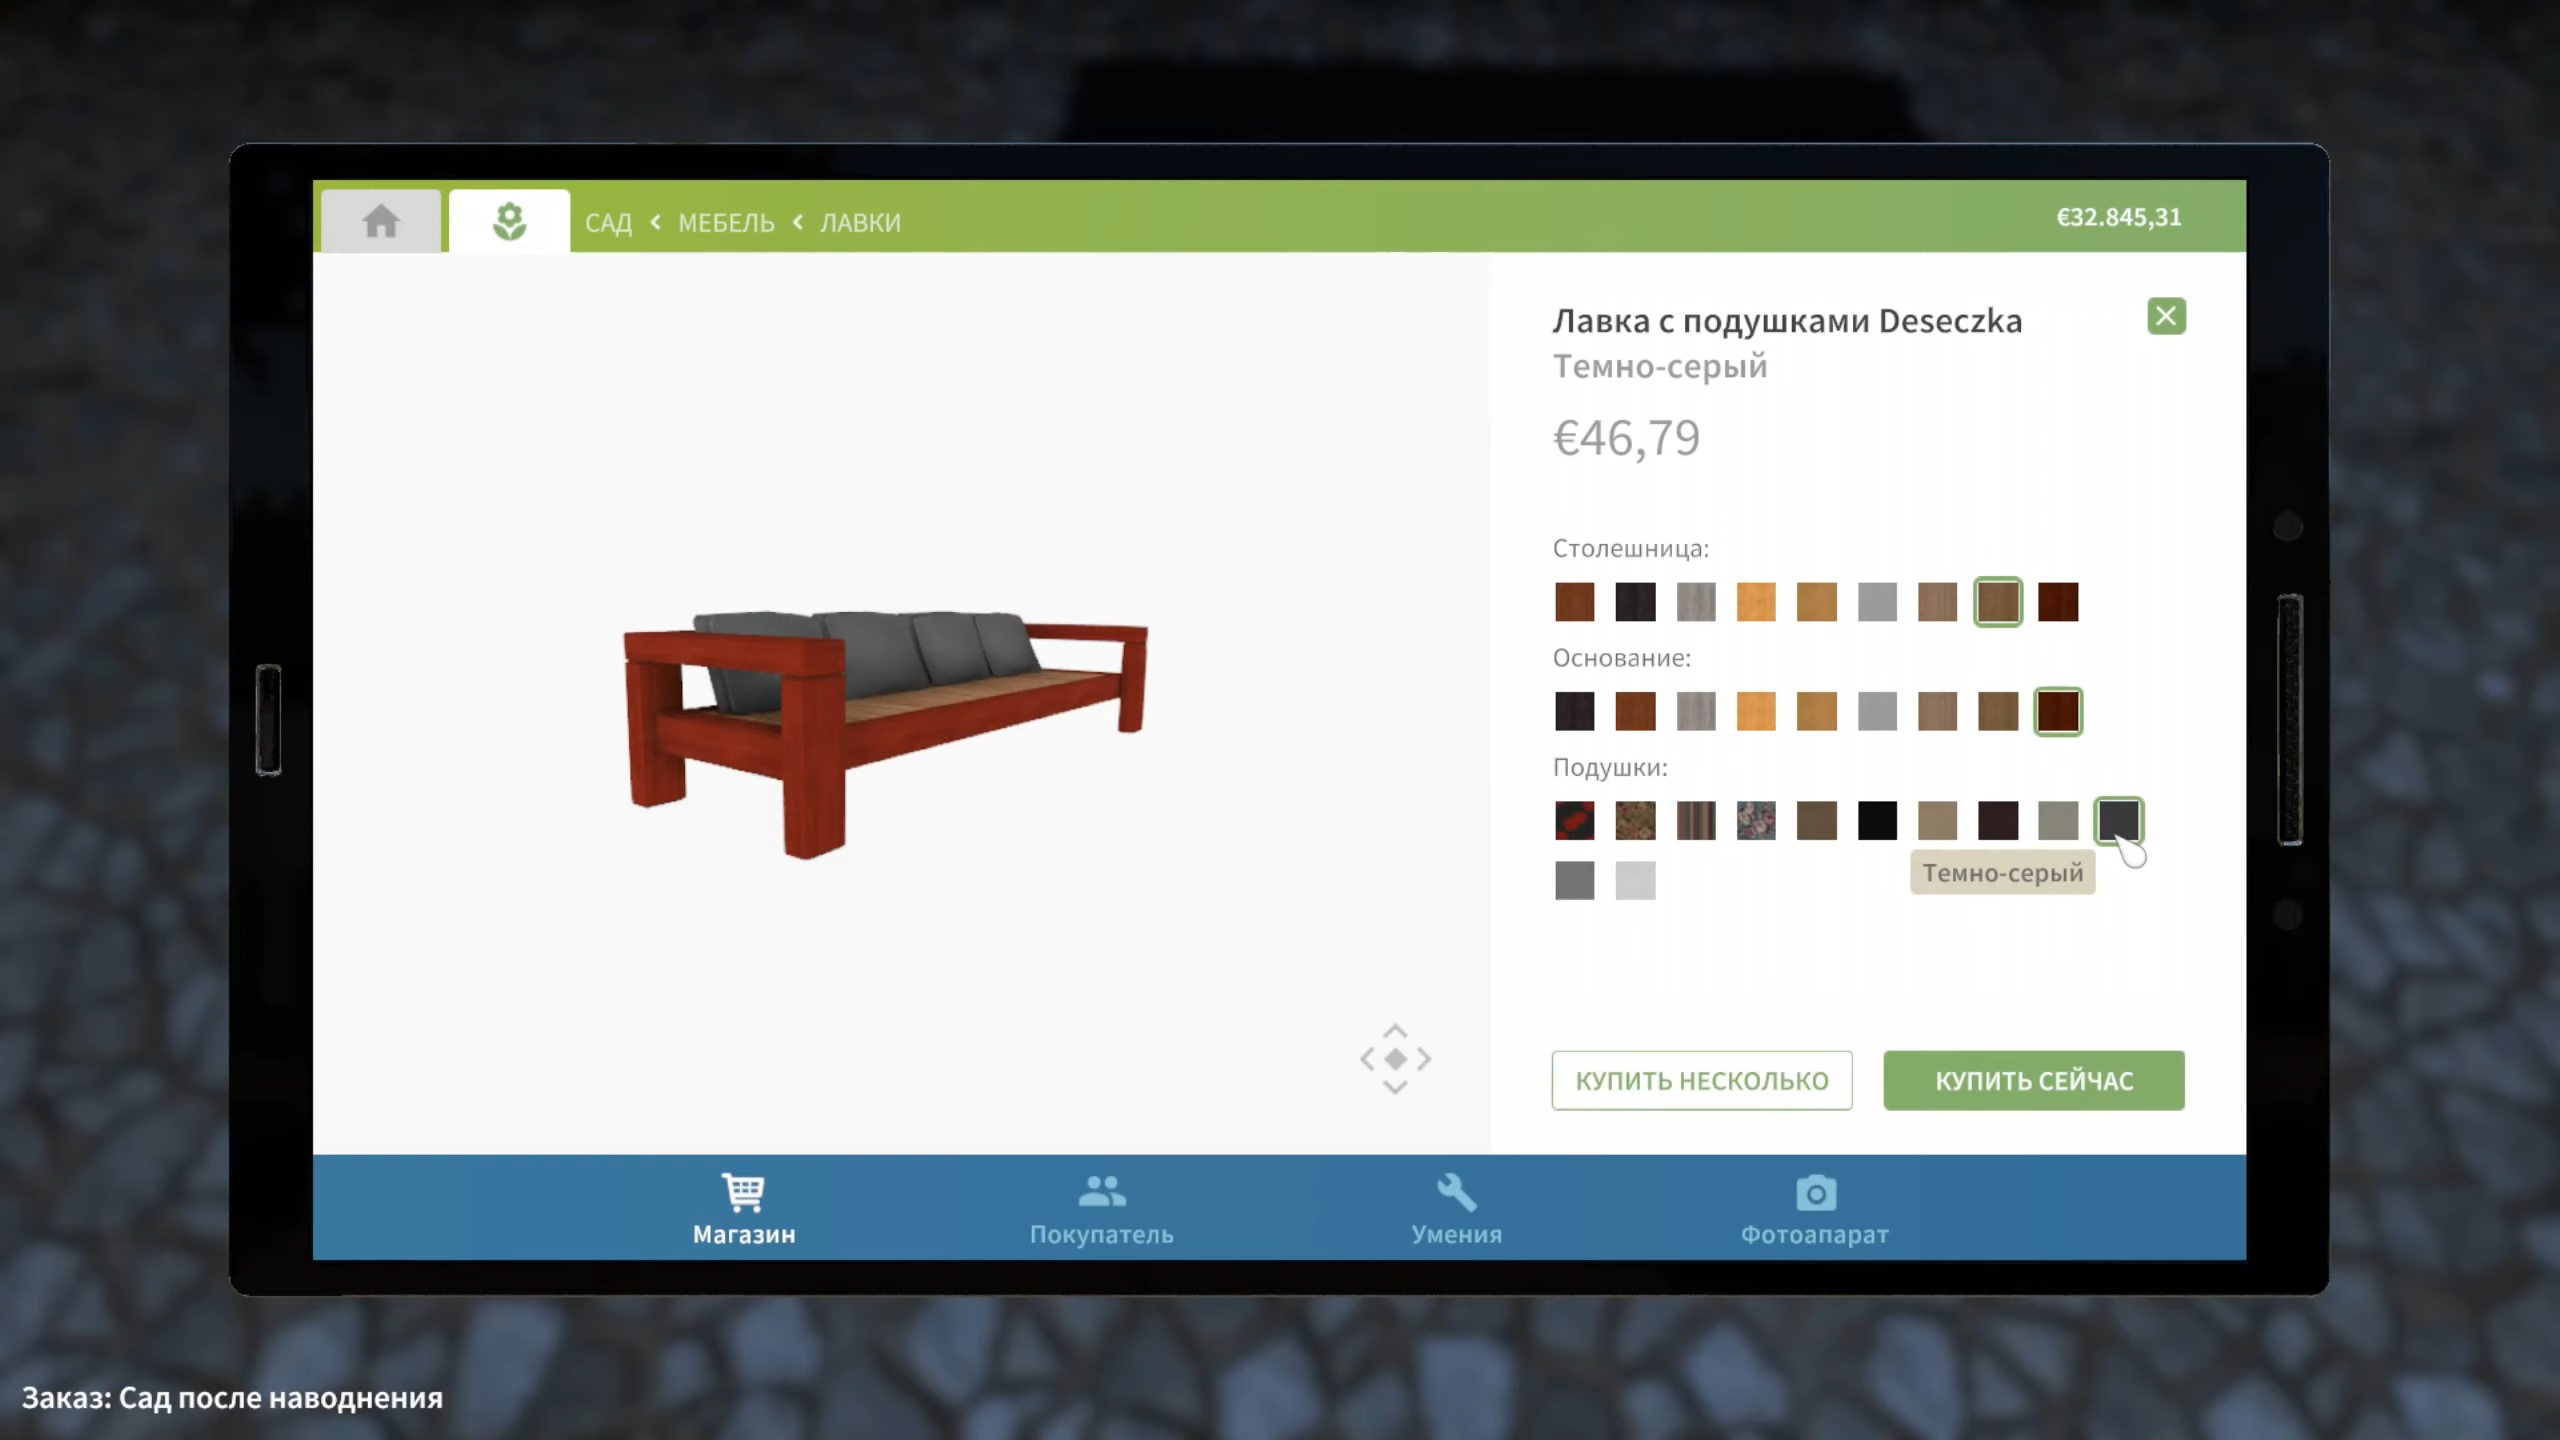 САД < МЕБЕЛЬ < ЛАВКИ
€32.845,31
Лавка с подушками Deseczka
Темно-серый
€46,79
Столешница:
Основание:
Подушки:
Темно-серый
КУПИТЬ НЕСКОЛЬКО
КУПИТЬ СЕЙЧАС
Магазин
Покупатель
Умения
Фотоапарат
Заказ: Сад после наводнения